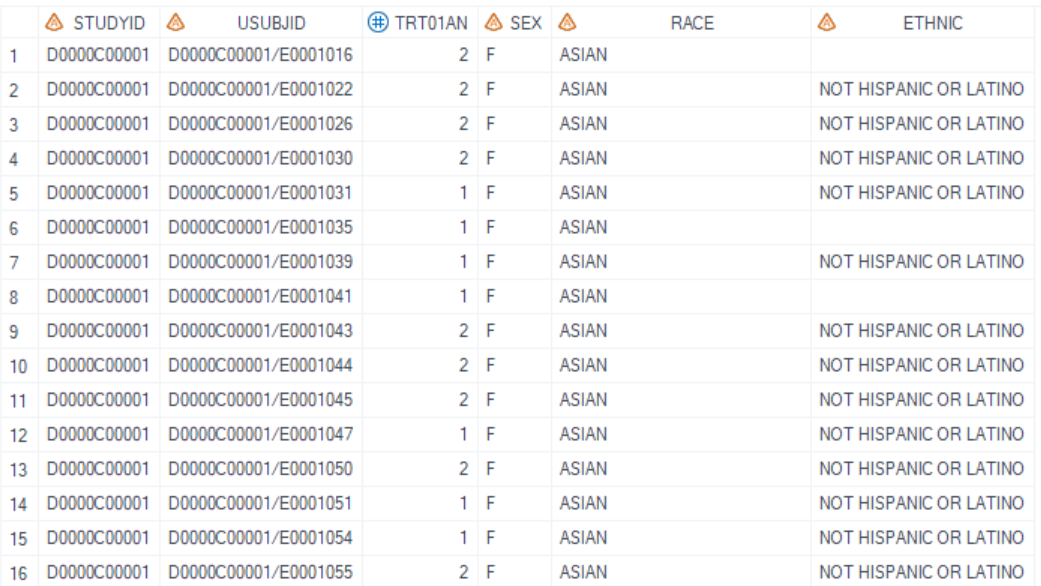 STUDYID USUBJID TRT01AN SEX RACE ETHNIC
1 D0000C00001 D0000C00001/E0001016 2 F ASIAN
2 D0000C00001 D0000C00001/E0001022 2 F ASIAN NOT HISPANIC OR LATINO
3 D0000C00001 D0000C00001/E0001026 2 F ASIAN NOT HISPANIC OR LATINO
4 D0000C00001 D0000C00001/E0001030 2 F ASIAN NOT HISPANIC OR LATINO
5 D0000C00001 D0000C00001/E0001031 1 F ASIAN NOT HISPANIC OR LATINO
6 D0000C00001 D0000C00001/E0001035 1 F ASIAN
7 D0000C00001 D0000C00001/E0001039 1 F ASIAN NOT HISPANIC OR LATINO
8 D0000C00001 D0000C00001/E0001041 1 F ASIAN
9 D0000C00001 D0000C00001/E0001043 2 F ASIAN NOT HISPANIC OR LATINO
10 D0000C00001 D0000C00001/E0001044 2 F ASIAN NOT HISPANIC OR LATINO
11 D0000C00001 D0000C00001/E0001045 2 F ASIAN NOT HISPANIC OR LATINO
12 D0000C00001 D0000C00001/E0001047 1 F ASIAN NOT HISPANIC OR LATINO
13 D0000C00001 D0000C00001/E0001050 2 F ASIAN NOT HISPANIC OR LATINO
14 D0000C00001 D0000C00001/E0001051 1 F ASIAN NOT HISPANIC OR LATINO
15 D0000C00001 D0000C00001/E0001054 1 F ASIAN NOT HISPANIC OR LATINO
16 D0000C00001 D0000C00001/E0001055 2 F ASIAN NOT HISPANIC OR LATINO